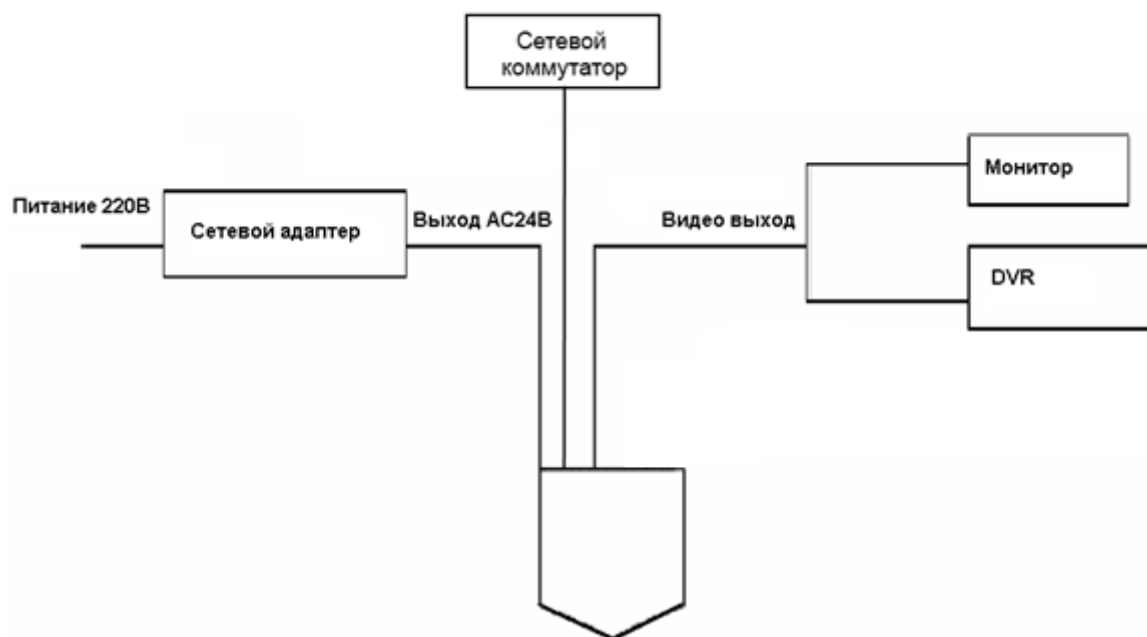 Сетевой
коммутатор
Монитор
Питание 220В
Сетевой адаптер
Выход AC24В
Видео выход
DVR